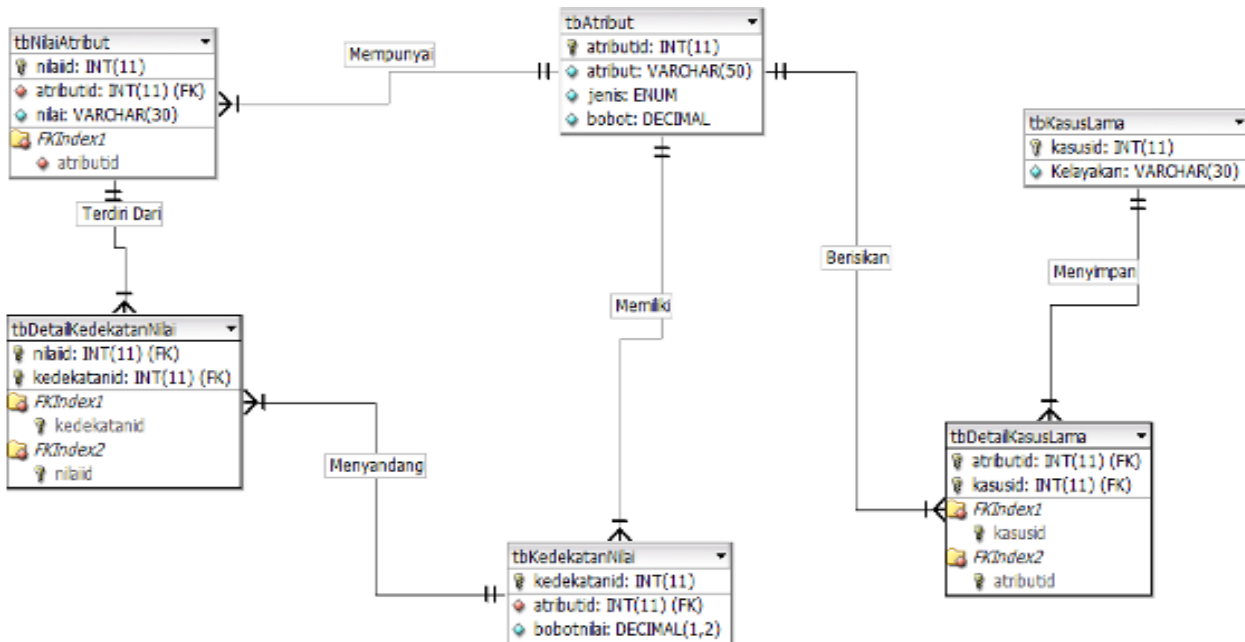 tbNilaiAtribut
nilaiid: INT(11)
atributid: INT(11) (FK)
nilai: VARCHAR(30)
FKIndex1
atributid
Mempunyai
tbAtribut
atributid: INT(11)
atribut: VARCHAR(50)
jenis: ENUM
bobot: DECIMAL
tbKasusLama
kasusid: INT(11)
Kelayakan: VARCHAR(30)
Terdiri Dari
Berisikan
Menyimpan
Memiliki
tbDetailKedekatanNilai
nilaiid: INT(11) (FK)
kedekatanid: INT(11) (FK)
FKIndex1
kedekatanid
FKIndex2
nilaiid
Menyandang
tbDetailKasusLama
atributid: INT(11) (FK)
kasusid: INT(11) (FK)
FKIndex1
kasusid
FKIndex2
atributid
tbKedekatanNilai
kedekatanid: INT(11)
atributid: INT(11) (FK)
bobotnilai: DECIMAL(1,2)